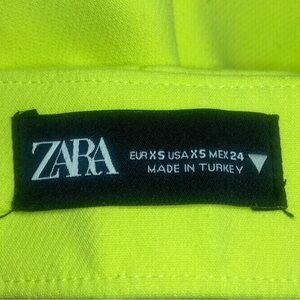 ZARA
EUR XS USA XS MEX 24
MADE IN TURKEY